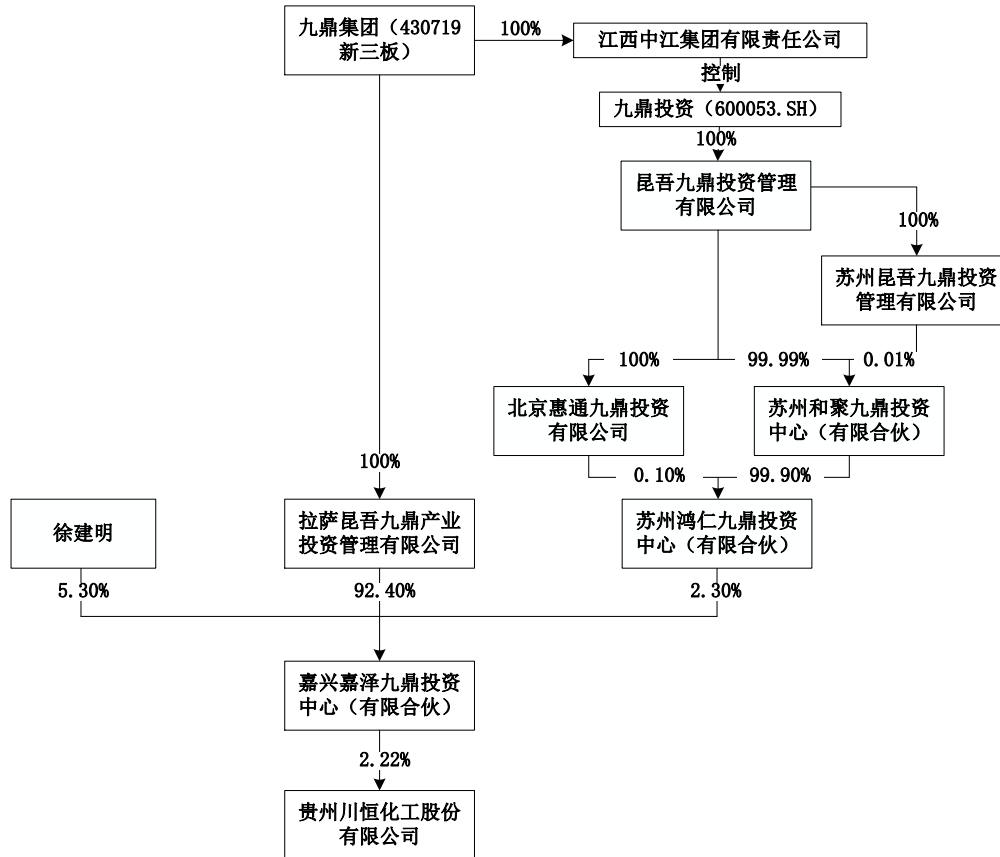 九鼎集团（430719
新三板）
100%
江西中江集团有限责任公司
控制
九鼎投资（600053.SH）
100%
昆吾九鼎投资管理
有限公司
100%
苏州昆吾九鼎投资
管理有限公司
100%
99.99%
0.01%
北京惠通九鼎投资
有限公司
苏州和聚九鼎投资
中心（有限合伙）
100%
0.10%
99.90%
徐建明
拉萨昆吾九鼎产业
投资管理有限公司
苏州鸿仁九鼎投资
中心（有限合伙）
5.30%
92.40%
2.30%
嘉兴嘉泽九鼎投资
中心（有限合伙）
2.22%
贵州川恒化工股份
有限公司